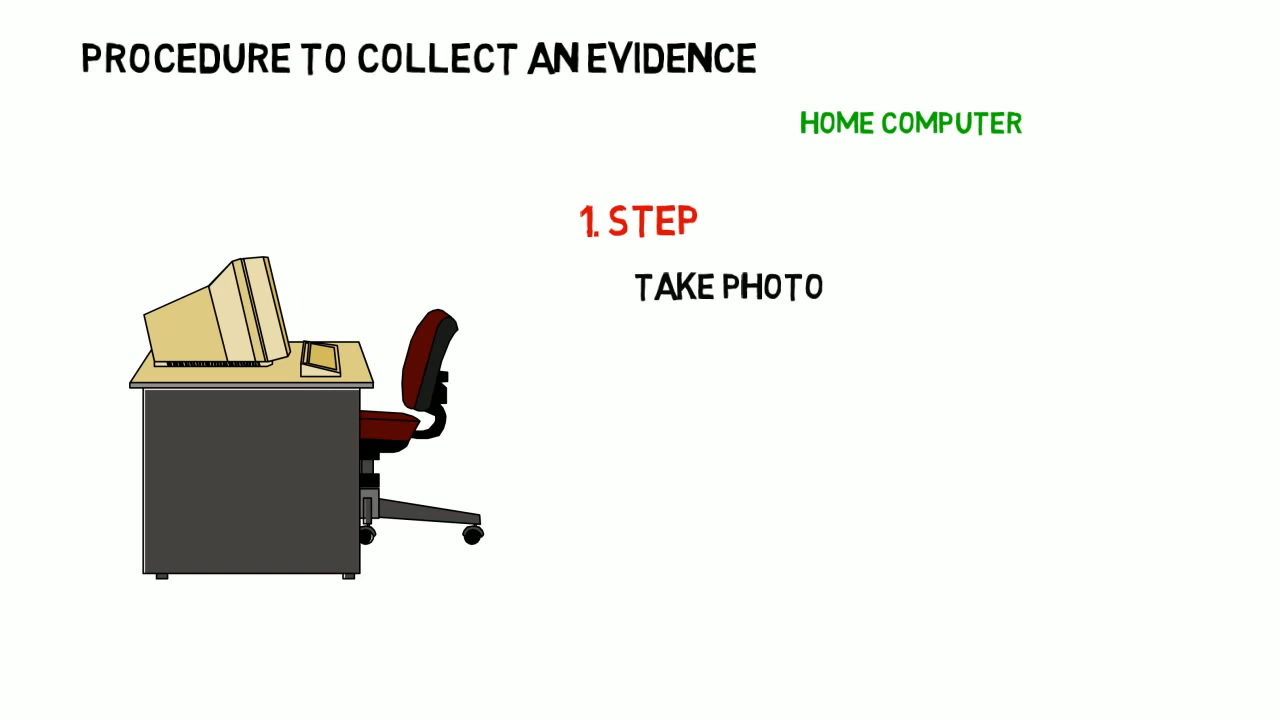 PROCEDURE TO COLLECT AN EVIDENCE
HOME COMPUTER
1. STEP
TAKE PHOTO